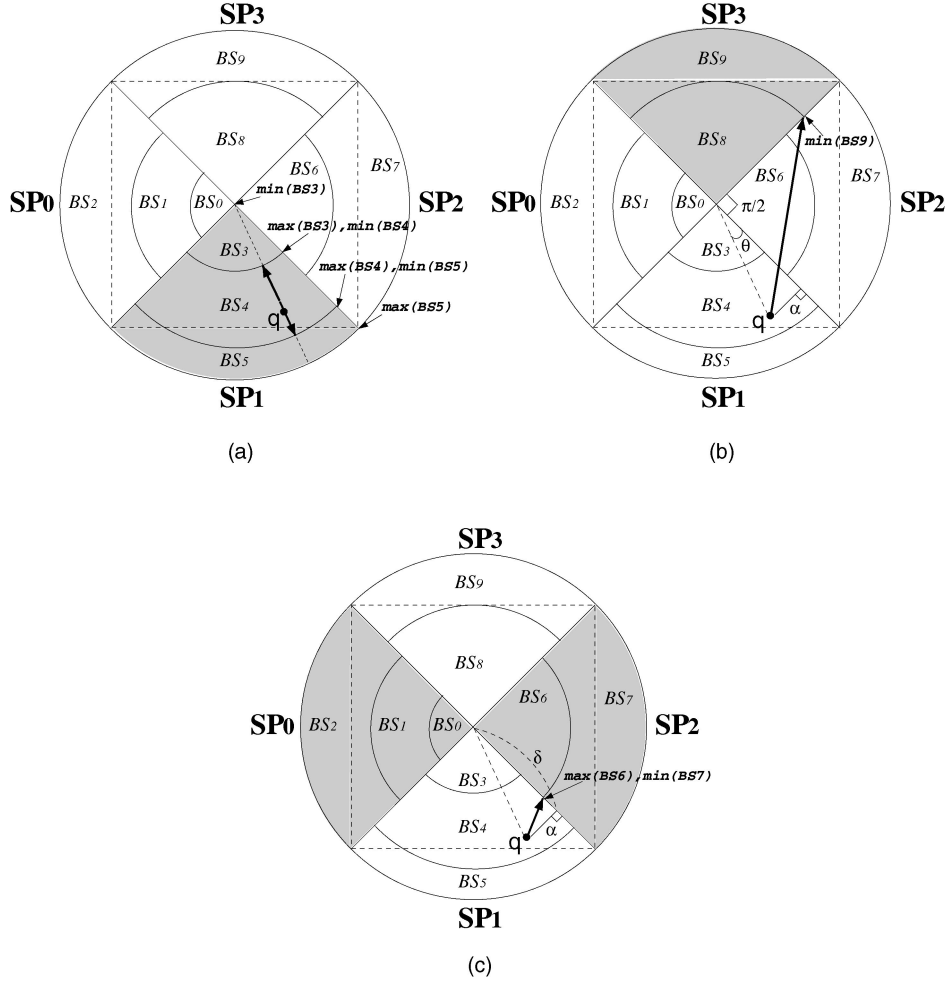 SP3
BS9
BS8
BS6
BS7
min(BS3)
SP0
BS2
BS1
BS0
SP2
max(BS3),min(BS4)
BS3
max(BS4),min(BS5)
BS4
q
max(BS5)
BS5
SP1
(a)
SP3
BS9
BS8
min(BS9)
BS6
BS7
SP0
BS2
BS1
BS0
π/2
SP2
BS3
θ
BS4
q
α
BS5
SP1
(b)
SP3
BS9
BS8
BS6
BS7
SP0
BS2
BS1
BS0
SP2
δ
BS3
max(BS6),min(BS7)
BS4
q
α
BS5
SP1
(c)